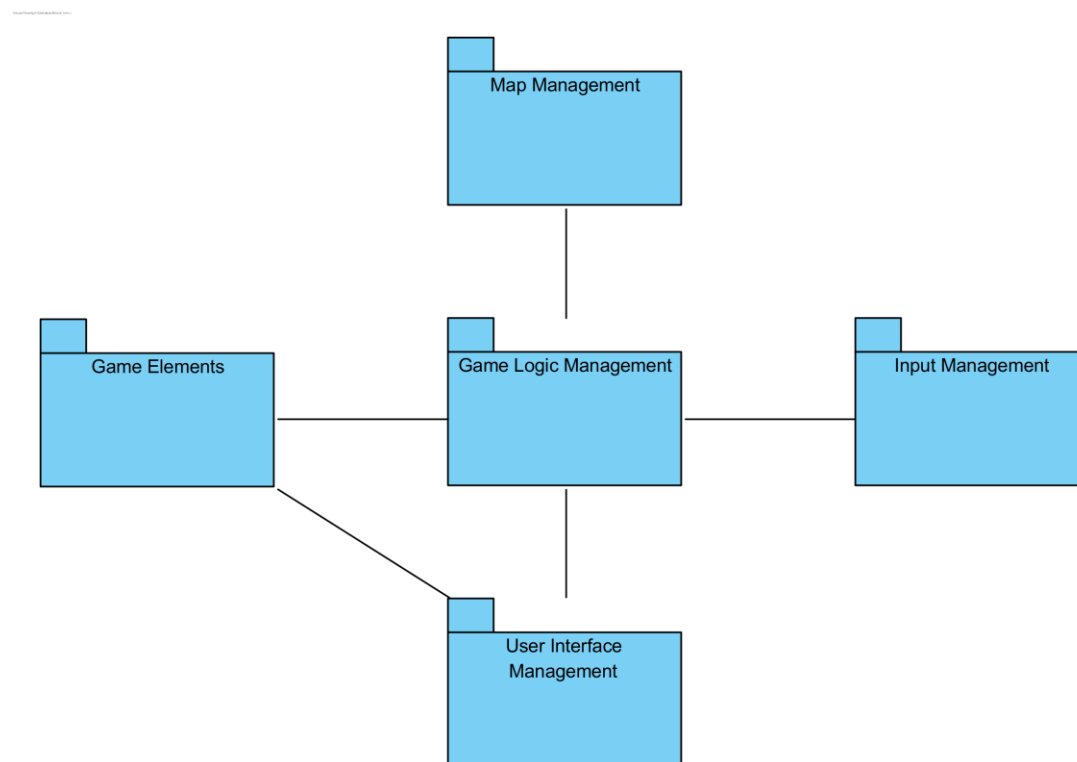 Map Management
Game Elements
Game Logic Management
Input Management
User Interface
Management